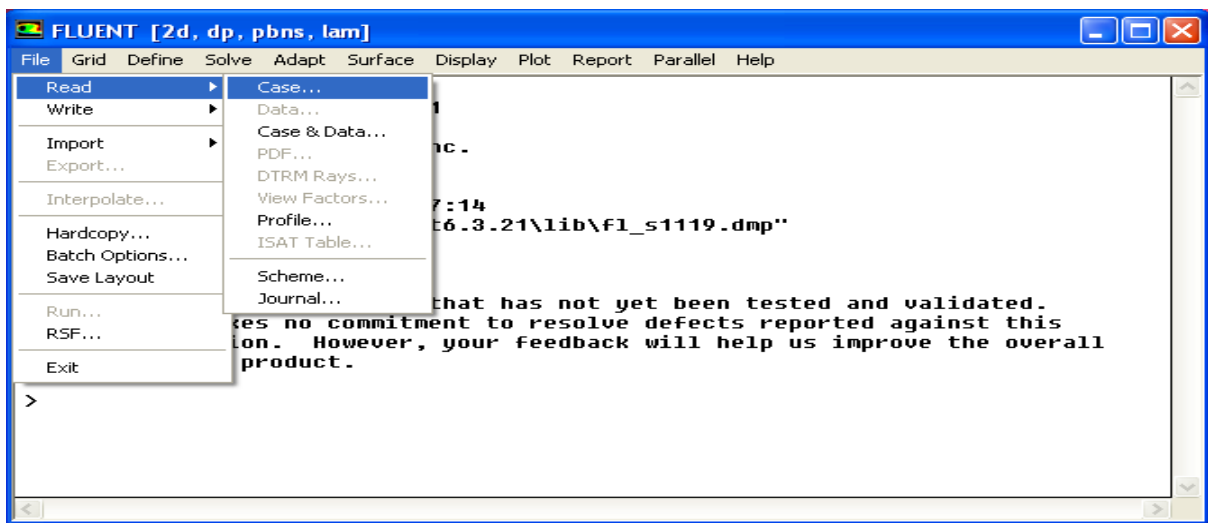 FLUENT [2d, dp, pbns, lam]
File Grid Define Solve Adapt Surface Display Plot Report Parallel Help
Read
Write
Import
Export...
Interpolate...
Hardcopy...
Batch Options...
Save Layout
Run...
RSF...
Exit
Case...
Data...
Case & Data...
PDF...
DTRM Rays...
View Factors...
Profile...
ISAT Table...
Scheme...
Journal...
1
nc.
7:14
t6.3.21\lib\fl_s1119.dmp"
that has not yet been tested and validated.
kes no commitment to resolve defects reported against this
ion. However, your feedback will help us improve the overall
product.
>